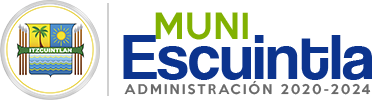 ITZCUINTLAN
MUNI
Escuintla
ADMINISTRACIÓN 2020-2024